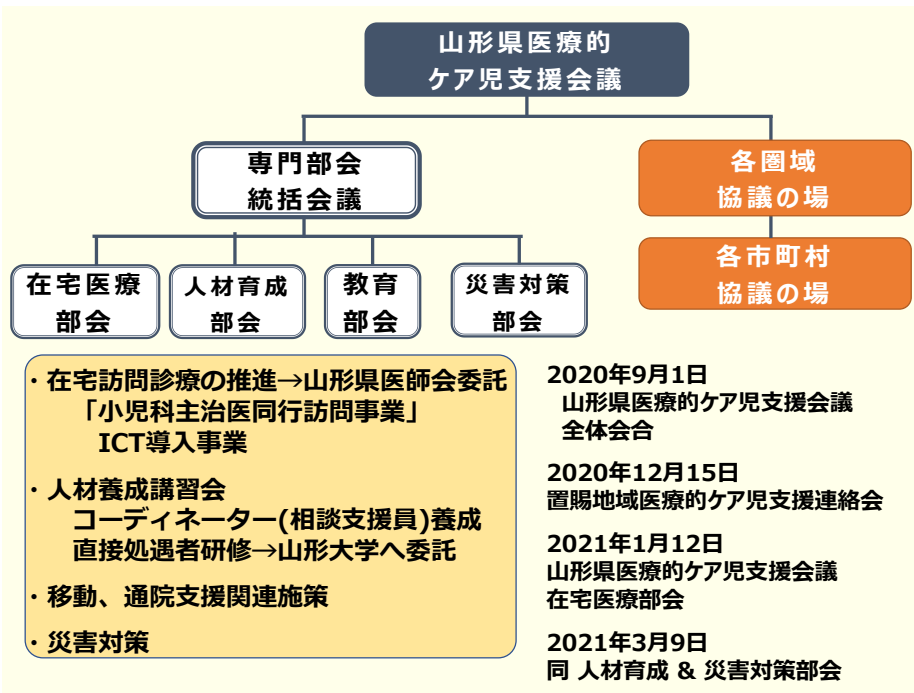 山形県医療的
ケア児支援会議
専門部会
統括会議
各圏域
協議の場
各市町村
協議の場
在宅医療
部会
人材育成
部会
教育
部会
災害対策
部会
・在宅訪問診療の推進→山形県医師会委託
「小児科主治医同行訪問事業」
ICT導入事業
・人材養成講習会
コーディネーター(相談支援員)養成
直接処遇者研修→山形大学へ委託
・移動、通院支援関連施策
・災害対策
2020年9月1日
山形県医療的ケア児支援会議
全体会合
2020年12月15日
置賜地域医療的ケア児支援連絡会
2021年1月12日
山形県医療的ケア児支援会議
在宅医療部会
2021年3月9日
同 人材育成 & 災害対策部会